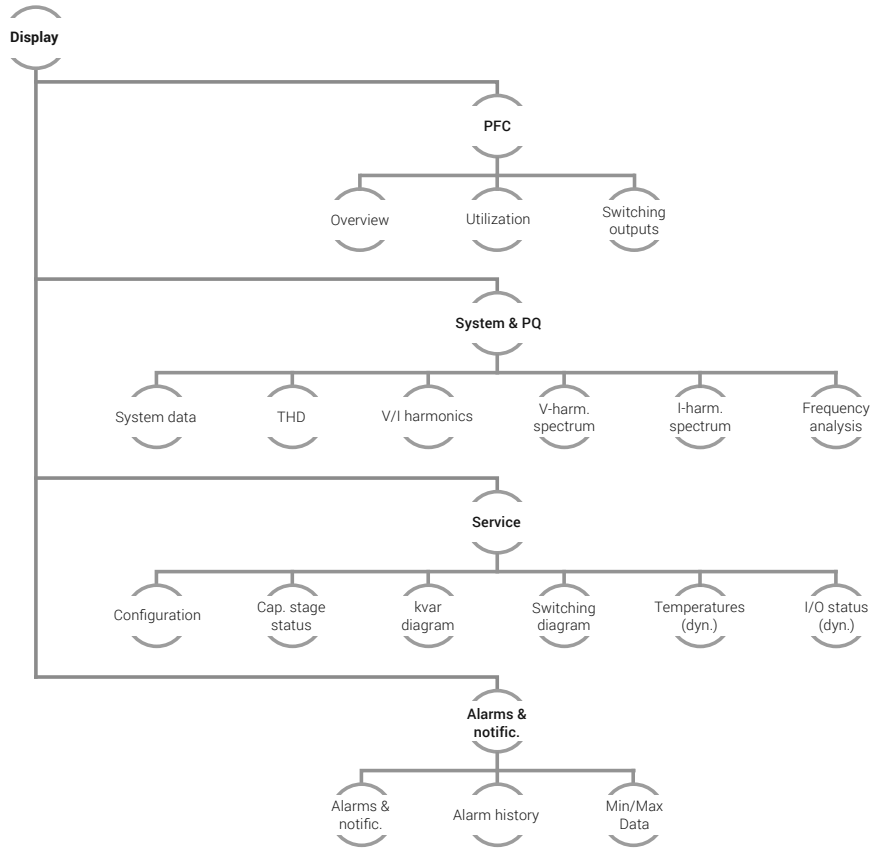 Display
PFC
Overview
Utilization
Switching
outputs
System & PQ
System data
THD
V/I harmonics
V-harm.
spectrum
I-harm.
spectrum
Frequency
analysis
Service
Configuration
Cap. stage
status
kvar
diagram
Switching
diagram
Temperatures
(dyn.)
I/O status
(dyn.)
Alarms &
notific.
Alarms &
notific.
Alarm history
Min/Max
Data